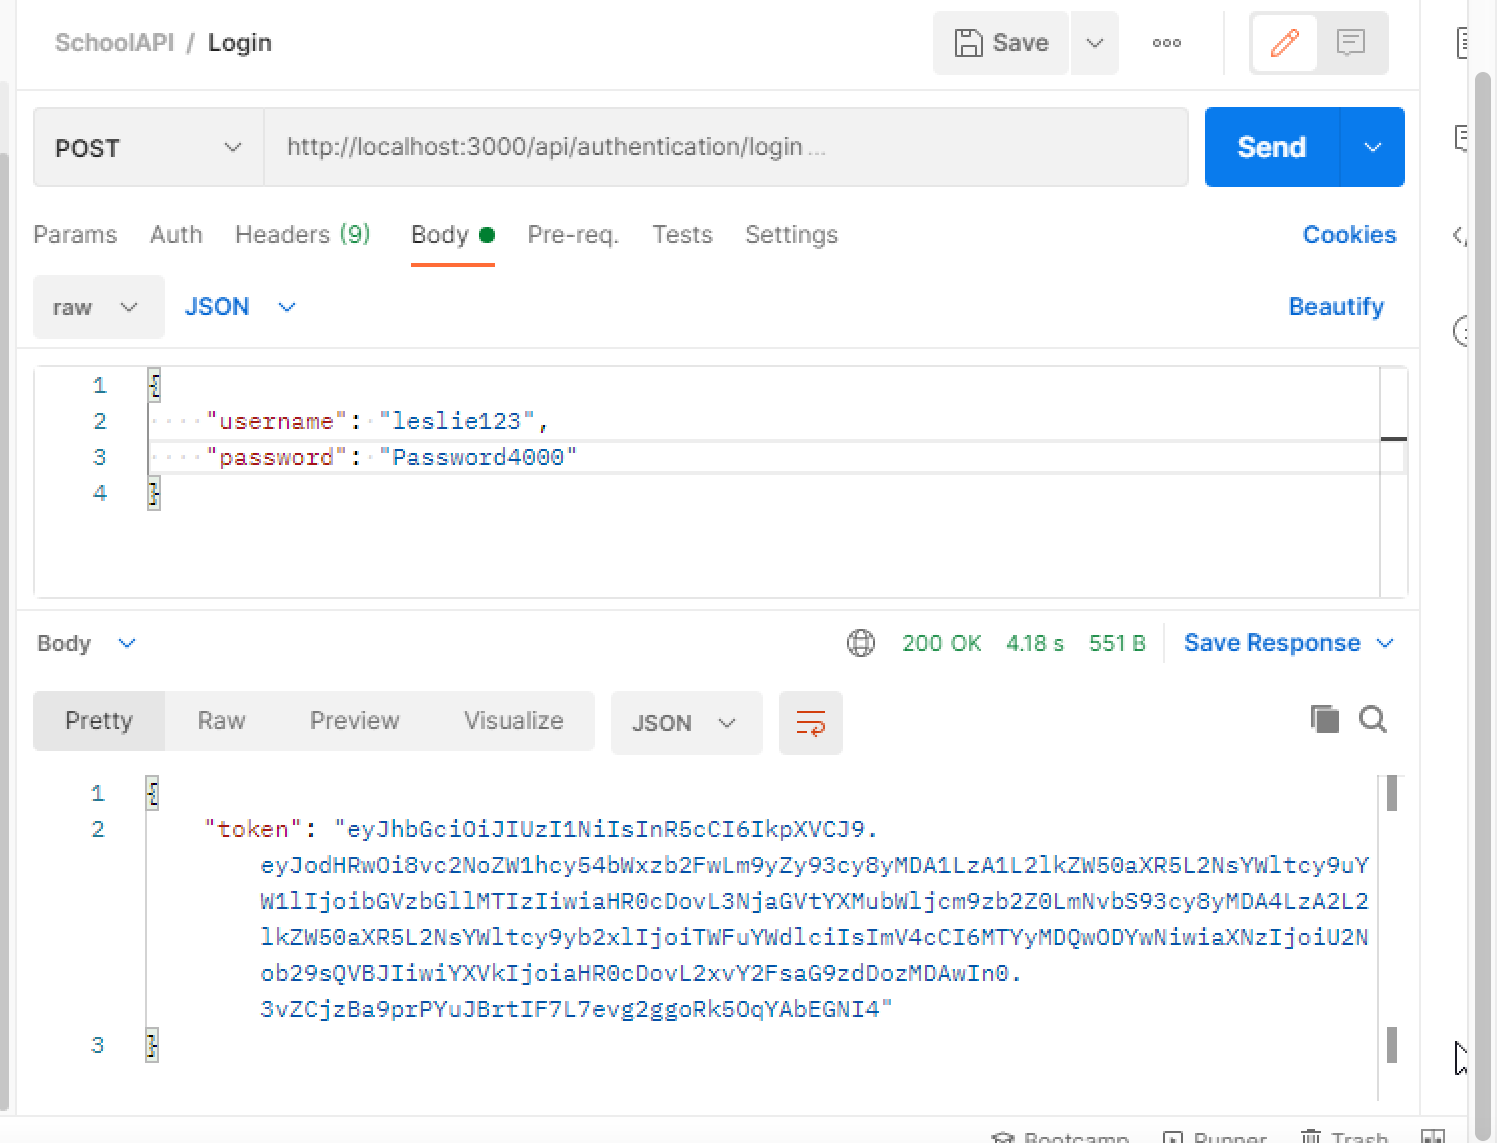 SchoolAPI / Login
Save
POST
http://localhost:3000/api/authentication/login ...
Send
Params Auth Headers (9) Body Pre-req. Tests Settings Cookies
raw JSON Beautify
1 {
2 "username": "leslie123",
3 "password": "Password4000"
4 }
Body 200 OK 4.18 s 551 B Save Response
Pretty Raw Preview Visualize JSON
1 {
2 "token": "eyJhbGciOiJIUzI1NiIsInR5cCI6IkpXVCJ9.
eyJodHRwOi8vc2NoZW1hcy54bWxzb2FwLm9yZy93cy8yMDA1LzA1L2lkZW50aXR5L2NsYWltcy9uY
W1lIjoibGVzbGllMTIzIiwiaHR0cDovL3NjaGVtYXMubWljcm9zb2Z0LmNvbS93cy8yMDA4LzA2L2
lkZW50aXR5L2NsYWltcy9yb2xlIjoiTWFuYWdlciIsImV4cCI6MTYyMDQwODYwNiwiaXNzIjoiU2N
ob29sQVBJIiwiYXVkIjoiaHR0cDovL2xvY2FsaG9zdDozMDAwIn0.
3vZCjzBa9prPYuJBrtIF7L7evg2ggoRk5OqYAbEGNI4"
3 }
Bootcamp Runner Trash